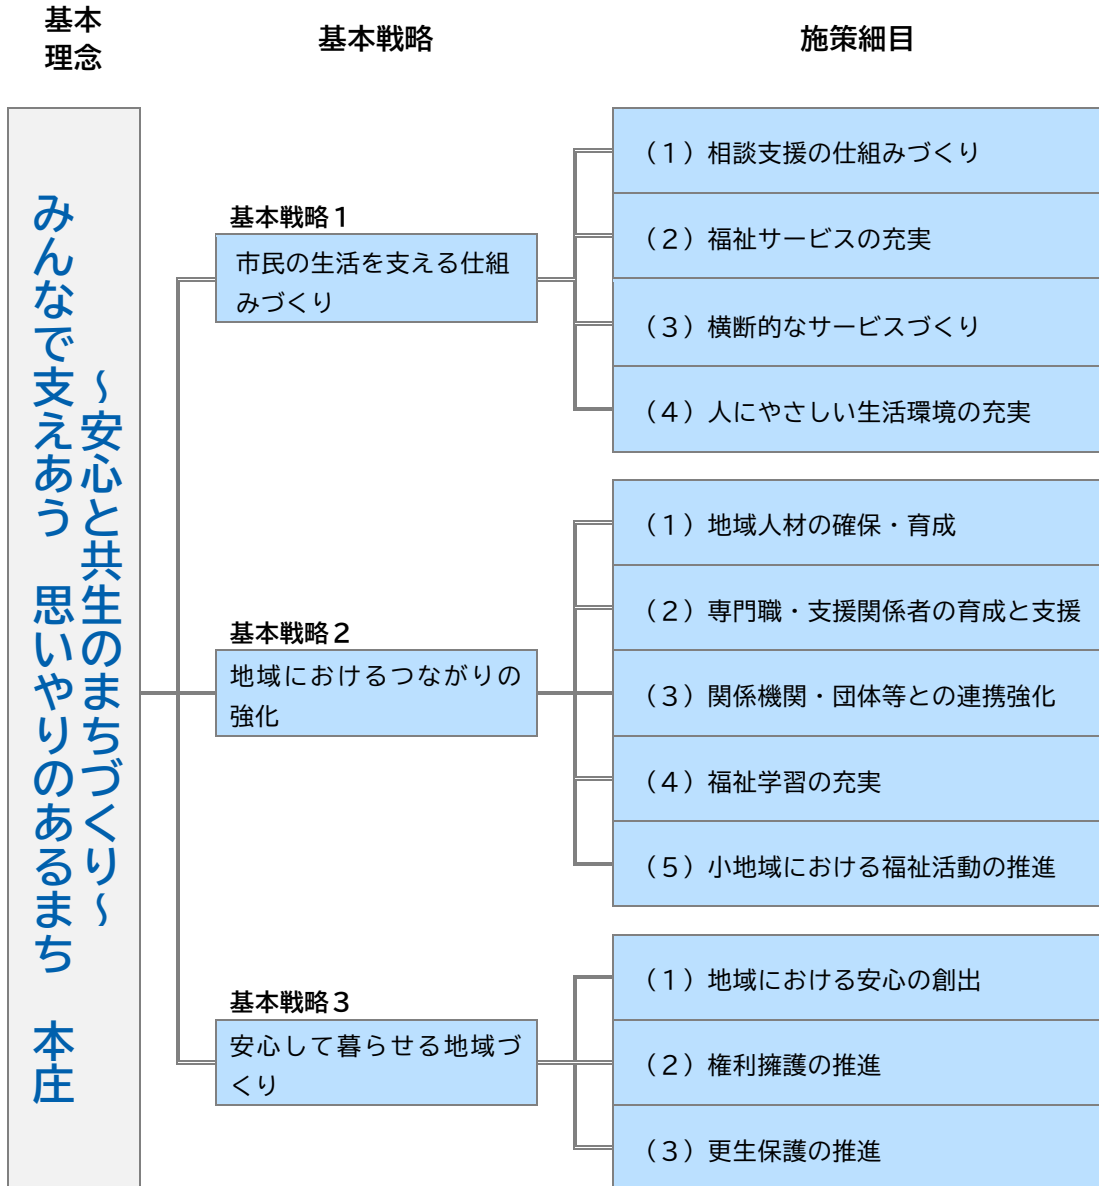 基本
理念
基本戦略
施策細目
みんなで支えあう　思いやりのあるまち　本庄
～安心と共生のまちづくり～
基本戦略１
市民の生活を支える仕組
みづくり
（１）相談支援の仕組みづくり
（２）福祉サービスの充実
（３）横断的なサービスづくり
（４）人にやさしい生活環境の充実
基本戦略２
地域におけるつながりの
強化
（１）地域人材の確保・育成
（２）専門職・支援関係者の育成と支援
（３）関係機関・団体等との連携強化
（４）福祉学習の充実
（５）小地域における福祉活動の推進
基本戦略３
安心して暮らせる地域づ
くり
（１）地域における安心の創出
（２）権利擁護の推進
（３）更生保護の推進